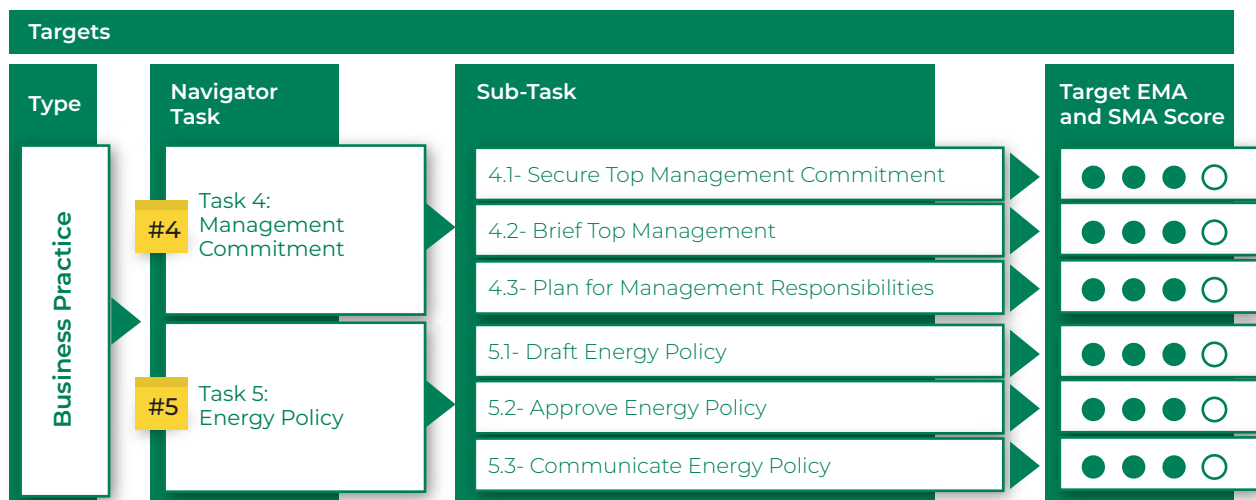 Targets
Type
Navigator
Task
Sub-Task
Target EMA
and SMA Score
Business Practice
#4
Task 4:
Management
Commitment
4.1- Secure Top Management Commitment
4.2- Brief Top Management
4.3- Plan for Management Responsibilities
#5
Task 5:
Energy Policy
5.1- Draft Energy Policy
5.2- Approve Energy Policy
5.3- Communicate Energy Policy